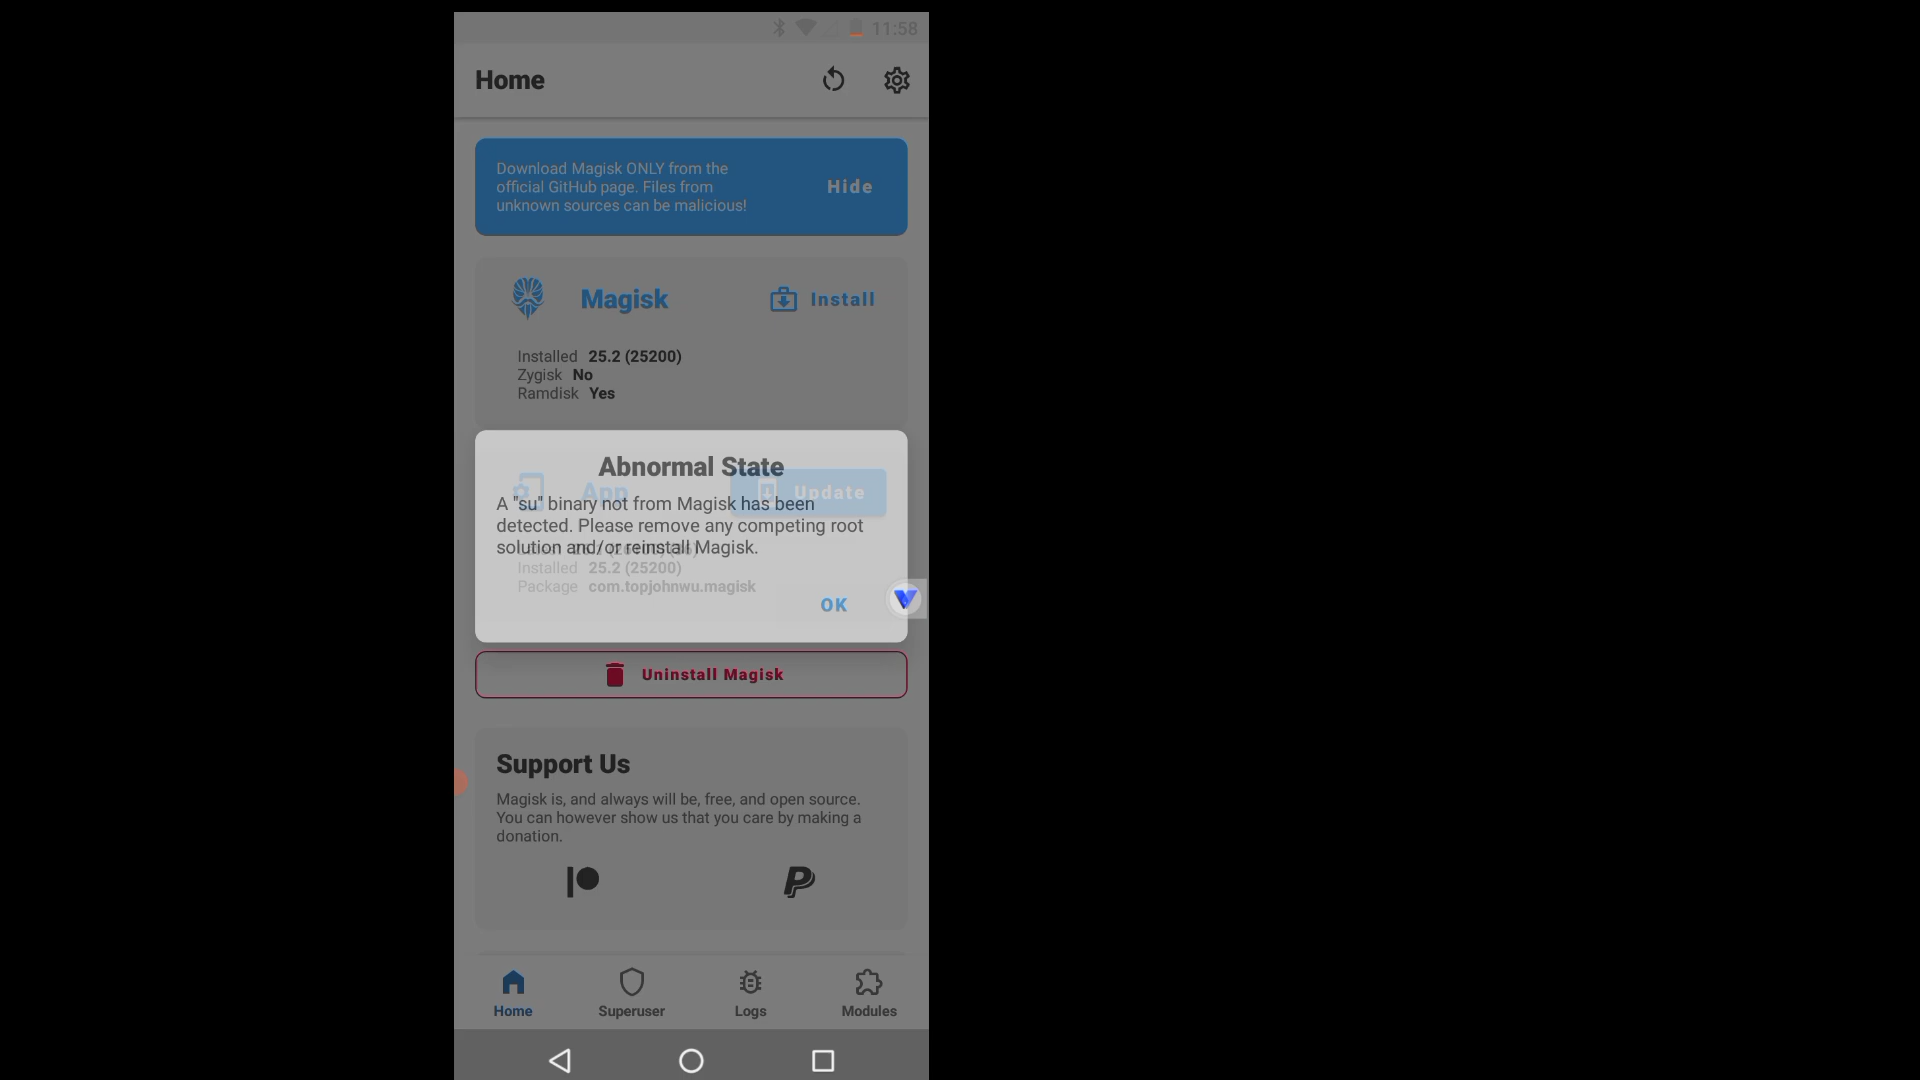 11:58
Home
Download Magisk ONLY from the
official GitHub page. Files from
unknown sources can be malicious!
Hide
Magisk
Install
Installed 25.2 (25200)
Zygisk No
Ramdisk Yes
Abnormal State
App
Update
A "su" binary not from Magisk has been
detected. Please remove any competing root
solution and/or reinstall Magisk.
Installed 25.2 (25200)
Package com.topjohnwu.magisk
OK
Uninstall Magisk
Support Us
Magisk is, and always will be, free, and open source.
You can however show us that you care by making a
donation.
Home
Superuser
Logs
Modules